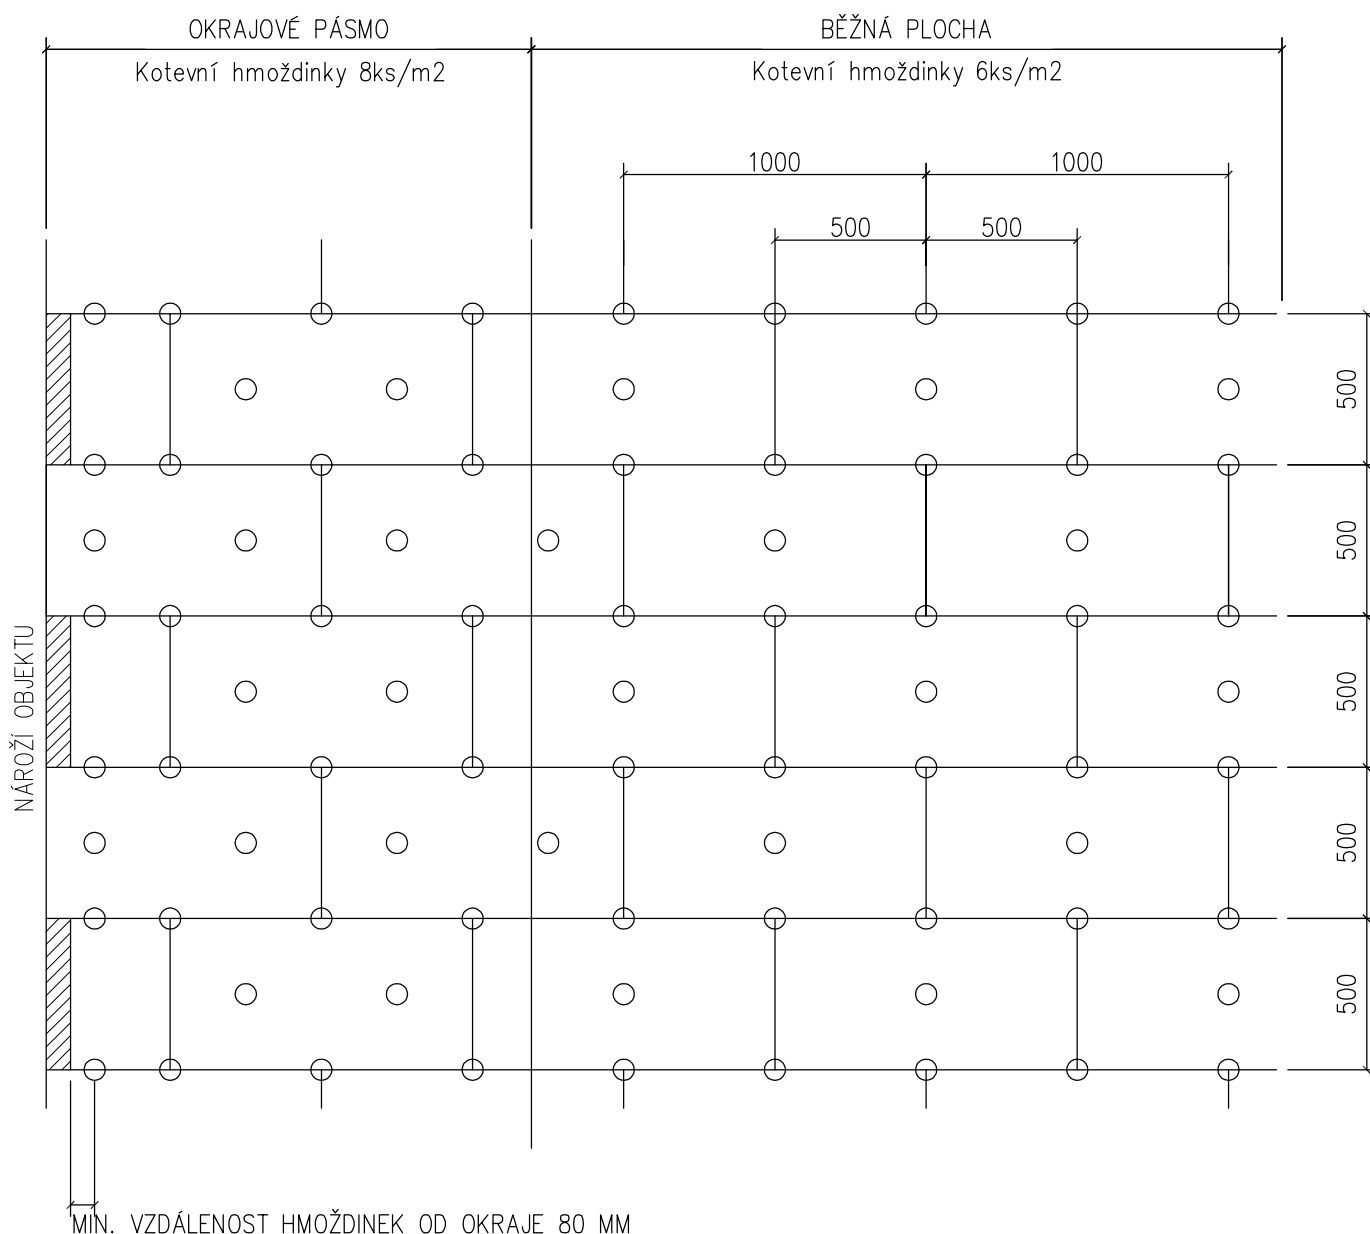 OKRAJOVÉ PÁSMO
BĚŽNÁ PLOCHA
Kotevní hmoždinky 8ks/m2
Kotevní hmoždinky 6ks/m2
1000
1000
500
500
500
500
500
500
500
NÁROŽÍ OBJEKTU
MIN. VZDÁLENOST HMOŽDINEK OD OKRAJE 80 MM